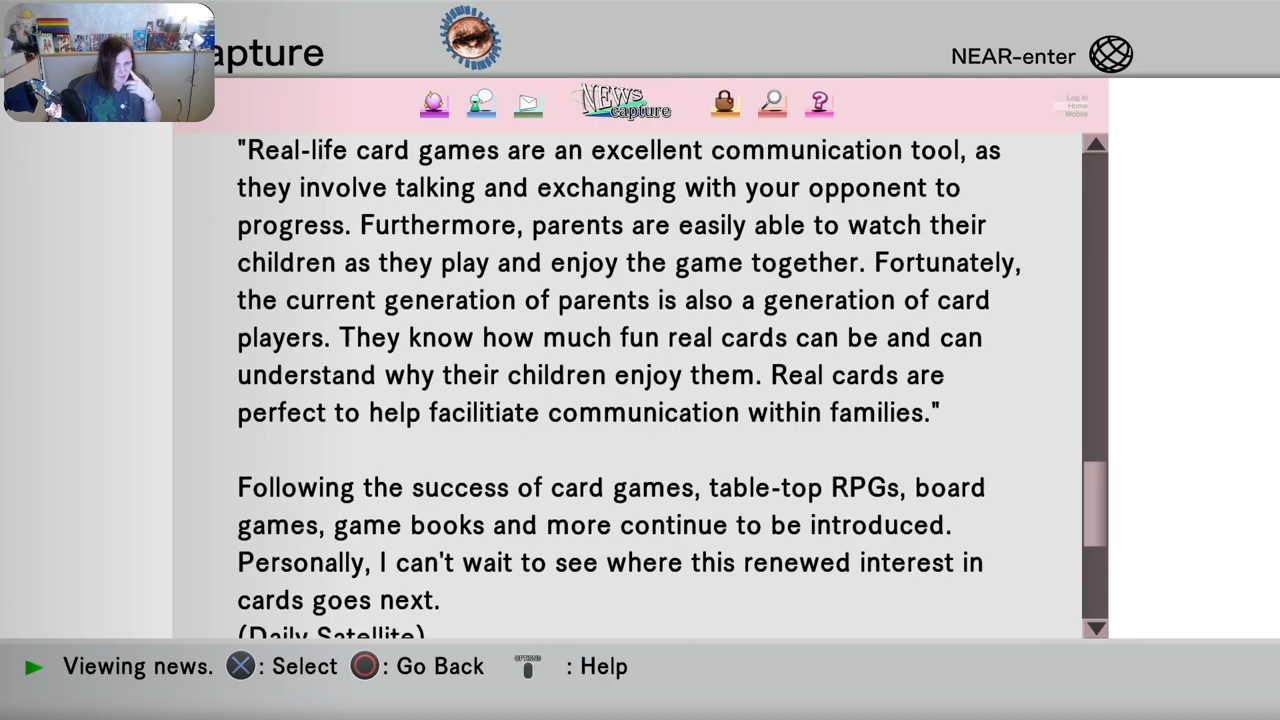 apture
NEAR-enter
NEWS
capture
Log In
Home
Mobile
"Real-life card games are an excellent communication tool, as
they involve talking and exchanging with your opponent to
progress. Furthermore, parents are easily able to watch their
children as they play and enjoy the game together. Fortunately,
the current generation of parents is also a generation of card
players. They know how much fun real cards can be and can
understand why their children enjoy them. Real cards are
perfect to help facilitiate communication within families."
Following the success of card games, table-top RPGs, board
games, game books and more continue to be introduced.
Personally, I can't wait to see where this renewed interest in
cards goes next.
(Daily Satellite)
Viewing news. : Select : Go Back OPTIONS : Help